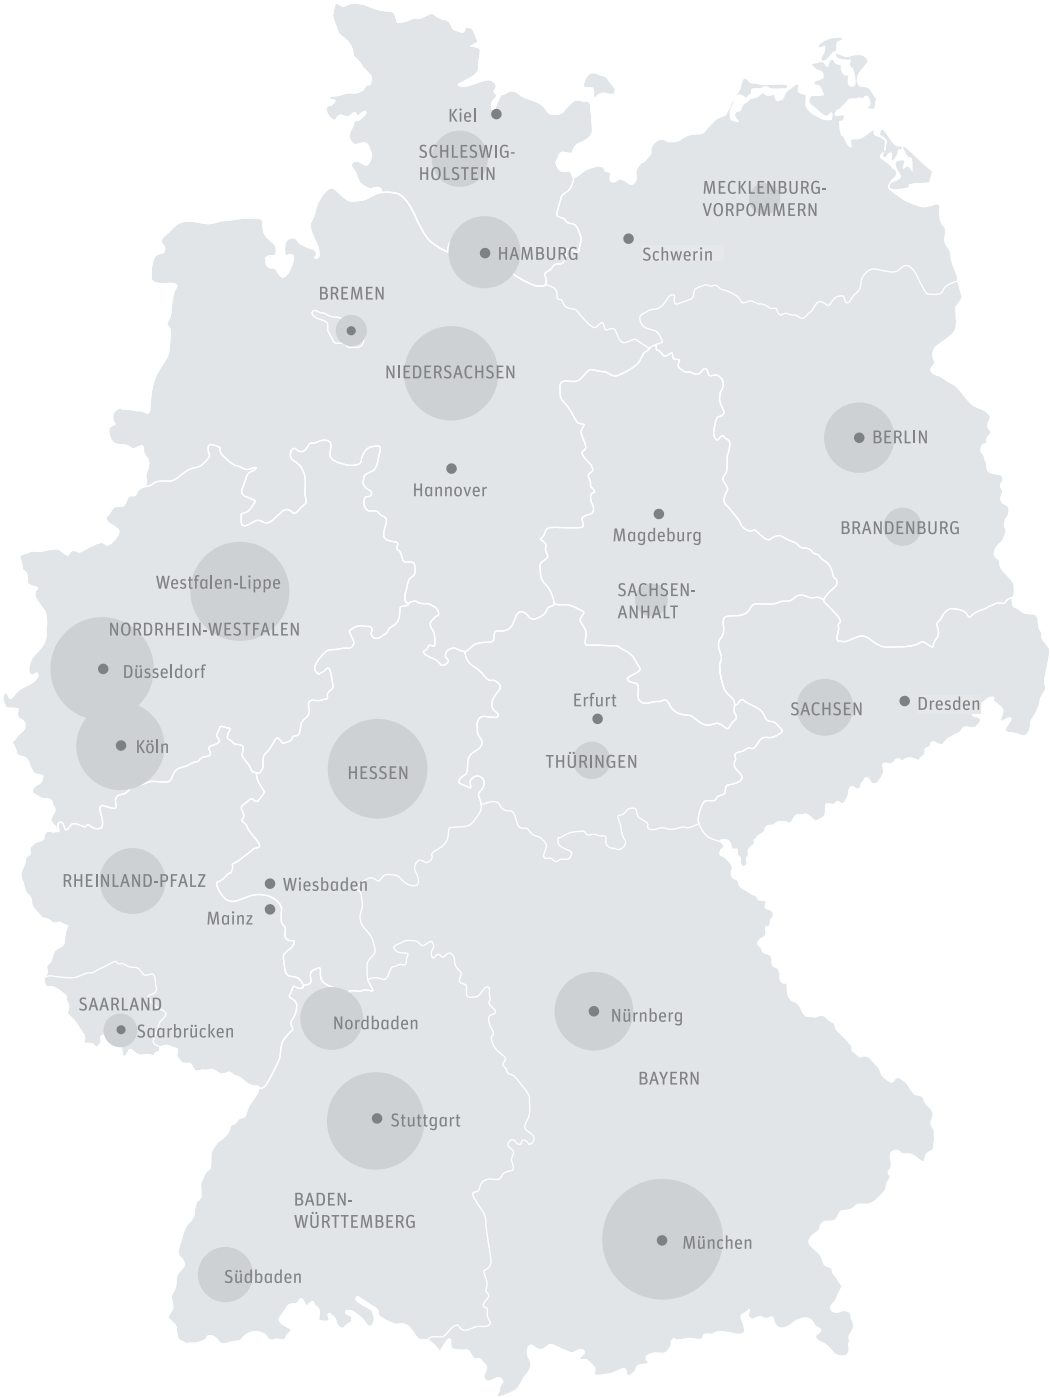 Kiel
SCHLESWIG-
HOLSTEIN
MECKLENBURG-
VORPOMMERN
HAMBURG
Schwerin
BREMEN
NIEDERSACHSEN
BERLIN
Hannover
BRANDENBURG
Magdeburg
Westfalen-Lippe
SACHSEN-
ANHALT
NORDRHEIN-WESTFALEN
Düsseldorf
Erfurt
SACHSEN
Dresden
Köln
THÜRINGEN
HESSEN
RHEINLAND-PFALZ
Wiesbaden
Mainz
SAARLAND
Saarbrücken
Nordbaden
Nürnberg
BAYERN
Stuttgart
BADEN-
WÜRTTEMBERG
München
Südbaden